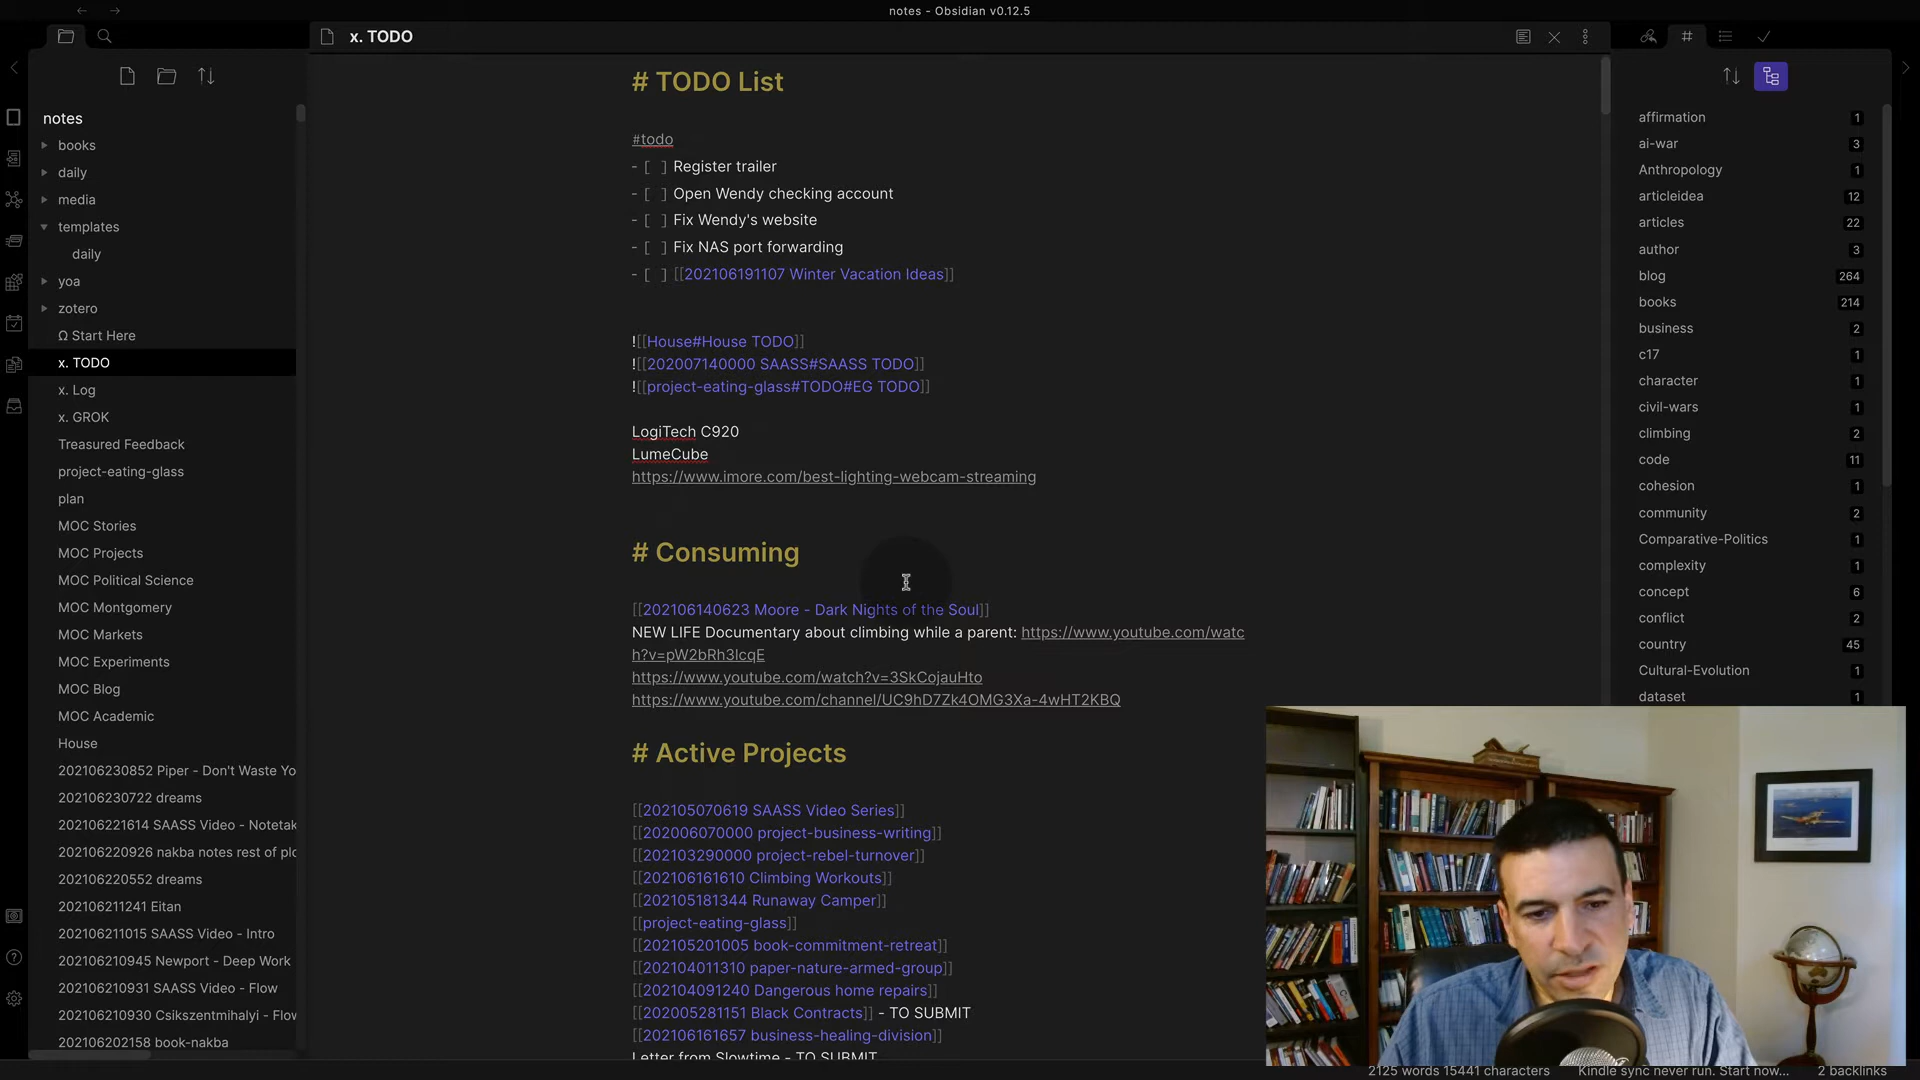 notes - Obsidian v0.12.5
x. TODO
notes
books
daily
media
templates
daily
yoa
zotero
Ω Start Here
x. TODO
x. Log
x. GROK
Treasured Feedback
project-eating-glass
plan
MOC Stories
MOC Projects
MOC Political Science
MOC Montgomery
MOC Markets
MOC Experiments
MOC Blog
MOC Academic
House
202106230852 Piper - Don't Waste Yo
202106230722 dreams
202106221614 SAASS Video - Notetak
202106220926 nakba notes rest of plo
202106220552 dreams
202106211241 Eitan
202106211015 SAASS Video - Intro
202106210945 Newport - Deep Work
202106210931 SAASS Video - Flow
202106210930 Csikszentmihalyi - Flow
202106202158 book-nakba
# TODO List
#todo
- [ ] Register trailer
- [ ] Open Wendy checking account
- [ ] Fix Wendy's website
- [ ] Fix NAS port forwarding
- [ ] [[202106191107 Winter Vacation Ideas]]
![[House#House TODO]]
![[202007140000 SAASS#SAASS TODO]]
![[project-eating-glass#TODO#EG TODO]]
LogiTech C920
LumeCube
https://www.imore.com/best-lighting-webcam-streaming
# Consuming
[[202106140623 Moore - Dark Nights of the Soul]]
NEW LIFE Documentary about climbing while a parent: https://www.youtube.com/watc
h?v=pW2bRh3lcqE
https://www.youtube.com/watch?v=3SkCojauHto
https://www.youtube.com/channel/UC9hD7Zk4OMG3Xa-4wHT2KBQ
# Active Projects
[[202105070619 SAASS Video Series]]
[[202006070000 project-business-writing]]
[[202103290000 project-rebel-turnover]]
[[202106161610 Climbing Workouts]]
[[202105181344 Runaway Camper]]
[[project-eating-glass]]
[[202105201005 book-commitment-retreat]]
[[202104011310 paper-nature-armed-group]]
[[202104091240 Dangerous home repairs]]
[[202005281151 Black Contracts]] - TO SUBMIT
[[202106161657 business-healing-division]]
Letter from Slowtime - TO SUBMIT
affirmation 1
ai-war 3
Anthropology 1
articleidea 12
articles 22
author 3
blog 264
books 214
business 2
c17 1
character 1
civil-wars 1
climbing 2
code 11
cohesion 1
community 2
Comparative-Politics 1
complexity 1
concept 6
conflict 2
country 45
Cultural-Evolution 1
dataset 1
2125 words 15441 characters
Kindle sync never run. Start now...
2 backlinks